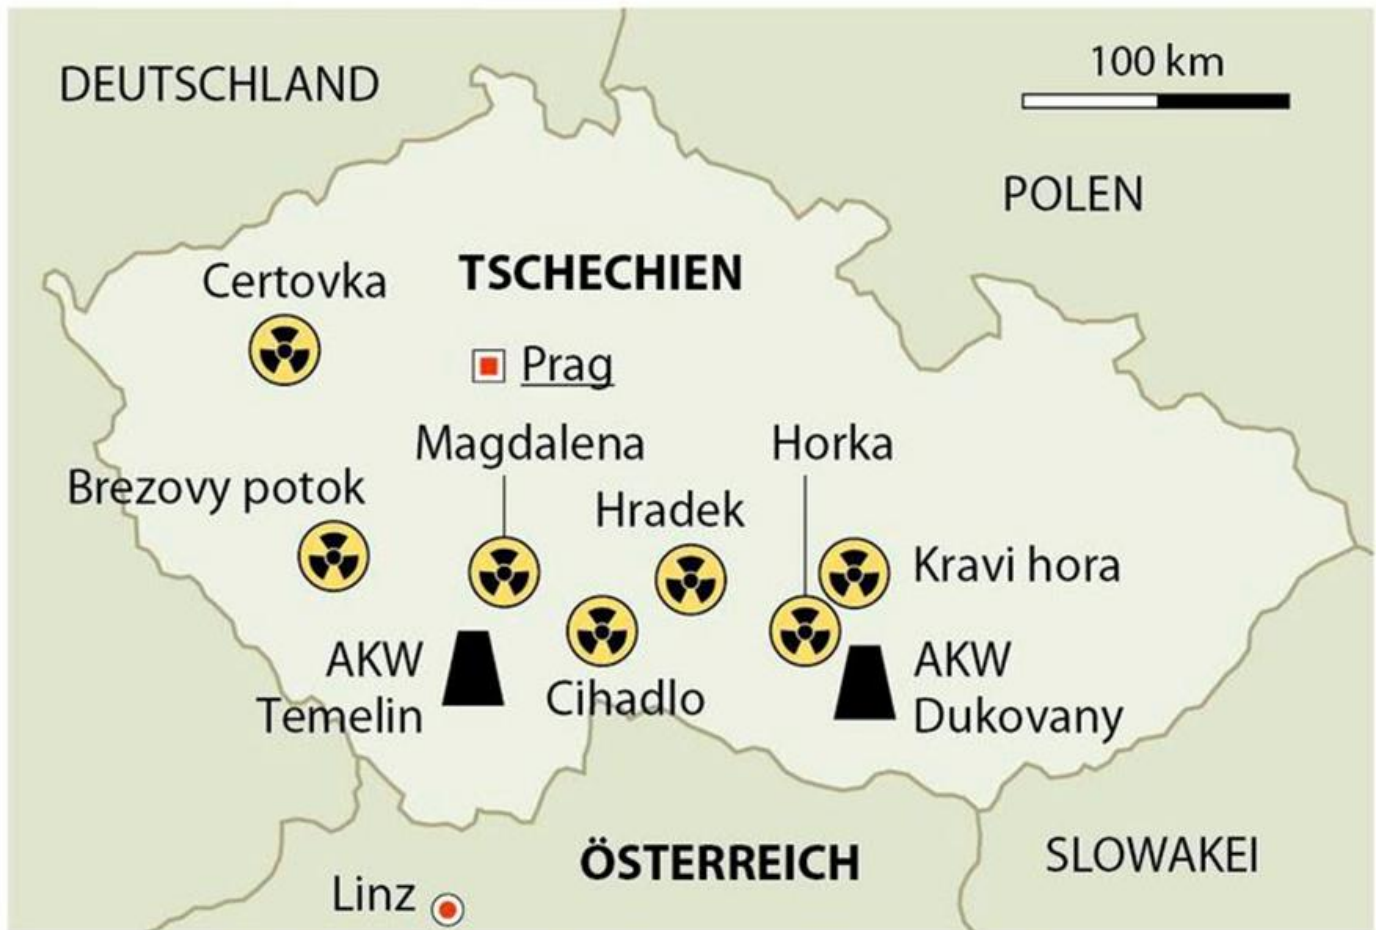 DEUTSCHLAND
100 km
POLEN
TSCHECHIEN
Certovka
Prag
Magdalena
Horka
Brezovy potok
Hradek
Kravi hora
AKW
Temelin
Cihadlo
AKW
Dukovany
ÖSTERREICH
SLOWAKEI
Linz